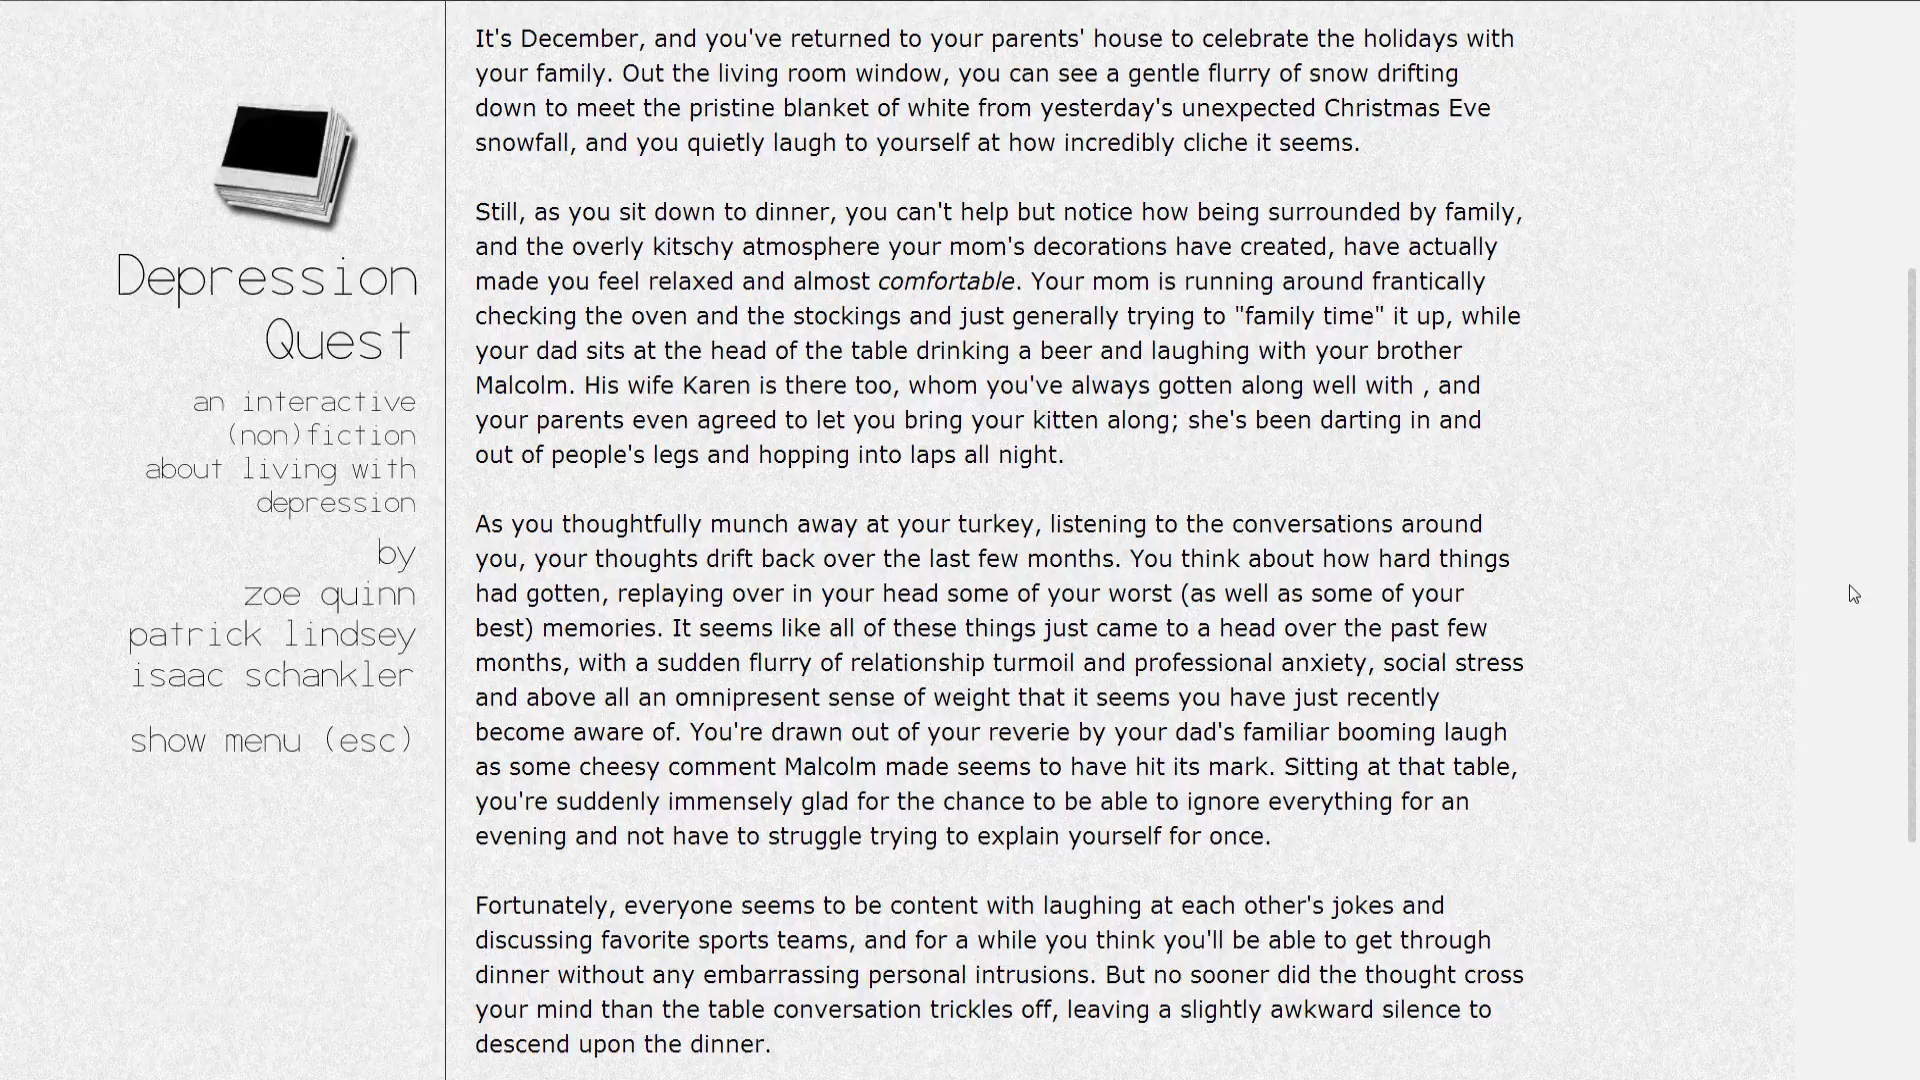 Depression
Quest
an interactive
(non)fiction
about living with
depression
by
zoe quinn
patrick lindsey
isaac schankler
show menu (esc)
It's December, and you've returned to your parents' house to celebrate the holidays with
your family. Out the living room window, you can see a gentle flurry of snow drifting
down to meet the pristine blanket of white from yesterday's unexpected Christmas Eve
snowfall, and you quietly laugh to yourself at how incredibly cliche it seems.
Still, as you sit down to dinner, you can't help but notice how being surrounded by family,
and the overly kitschy atmosphere your mom's decorations have created, have actually
made you feel relaxed and almost comfortable. Your mom is running around frantically
checking the oven and the stockings and just generally trying to "family time" it up, while
your dad sits at the head of the table drinking a beer and laughing with your brother
Malcolm. His wife Karen is there too, whom you've always gotten along well with , and
your parents even agreed to let you bring your kitten along; she's been darting in and
out of people's legs and hopping into laps all night.
As you thoughtfully munch away at your turkey, listening to the conversations around
you, your thoughts drift back over the last few months. You think about how hard things
had gotten, replaying over in your head some of your worst (as well as some of your
best) memories. It seems like all of these things just came to a head over the past few
months, with a sudden flurry of relationship turmoil and professional anxiety, social stress
and above all an omnipresent sense of weight that it seems you have just recently
become aware of. You're drawn out of your reverie by your dad's familiar booming laugh
as some cheesy comment Malcolm made seems to have hit its mark. Sitting at that table,
you're suddenly immensely glad for the chance to be able to ignore everything for an
evening and not have to struggle trying to explain yourself for once.
Fortunately, everyone seems to be content with laughing at each other's jokes and
discussing favorite sports teams, and for a while you think you'll be able to get through
dinner without any embarrassing personal intrusions. But no sooner did the thought cross
your mind than the table conversation trickles off, leaving a slightly awkward silence to
descend upon the dinner.